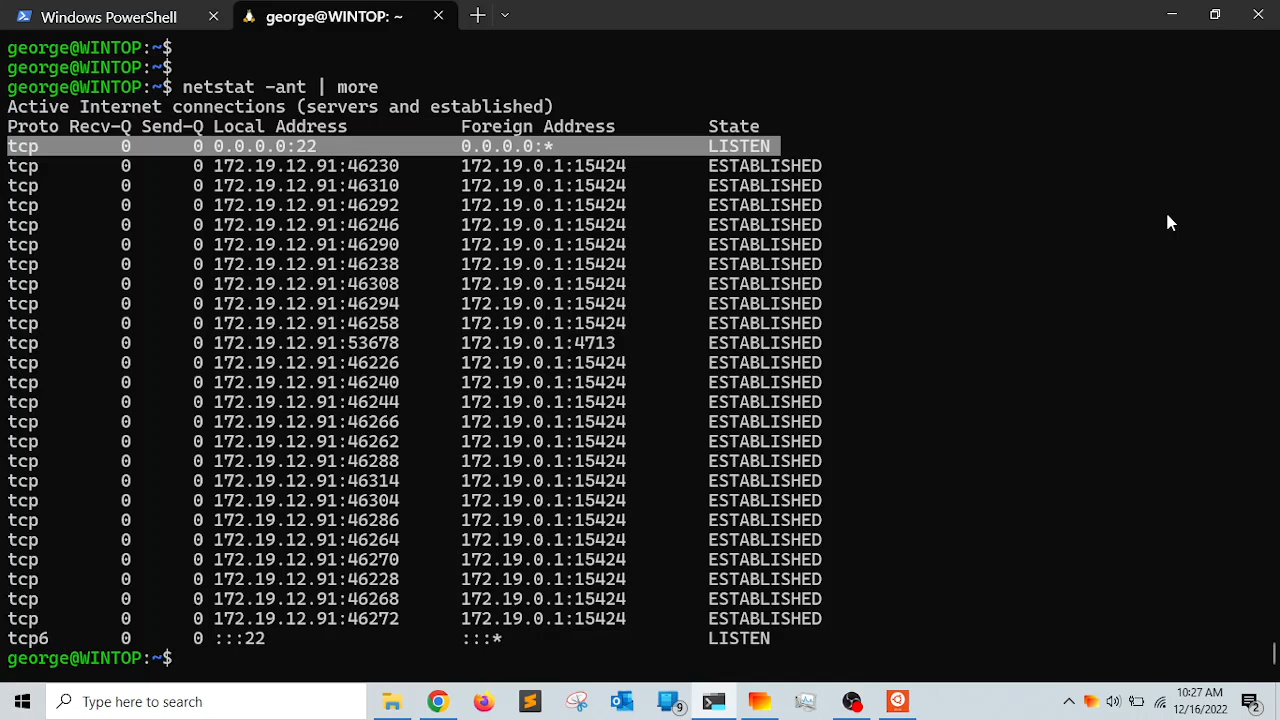 Windows PowerShell
george@WINTOP: ~
george@WINTOP:~$
george@WINTOP:~$
george@WINTOP:~$ netstat -ant | more
Active Internet connections (servers and established)
Proto Recv-Q Send-Q Local Address Foreign Address State
tcp 0 0 0.0.0.0:22 0.0.0.0:* LISTEN
tcp 0 0 172.19.12.91:46230 172.19.0.1:15424 ESTABLISHED
tcp 0 0 172.19.12.91:46310 172.19.0.1:15424 ESTABLISHED
tcp 0 0 172.19.12.91:46292 172.19.0.1:15424 ESTABLISHED
tcp 0 0 172.19.12.91:46246 172.19.0.1:15424 ESTABLISHED
tcp 0 0 172.19.12.91:46290 172.19.0.1:15424 ESTABLISHED
tcp 0 0 172.19.12.91:46238 172.19.0.1:15424 ESTABLISHED
tcp 0 0 172.19.12.91:46308 172.19.0.1:15424 ESTABLISHED
tcp 0 0 172.19.12.91:46294 172.19.0.1:15424 ESTABLISHED
tcp 0 0 172.19.12.91:46258 172.19.0.1:15424 ESTABLISHED
tcp 0 0 172.19.12.91:53678 172.19.0.1:4713 ESTABLISHED
tcp 0 0 172.19.12.91:46226 172.19.0.1:15424 ESTABLISHED
tcp 0 0 172.19.12.91:46240 172.19.0.1:15424 ESTABLISHED
tcp 0 0 172.19.12.91:46244 172.19.0.1:15424 ESTABLISHED
tcp 0 0 172.19.12.91:46266 172.19.0.1:15424 ESTABLISHED
tcp 0 0 172.19.12.91:46262 172.19.0.1:15424 ESTABLISHED
tcp 0 0 172.19.12.91:46288 172.19.0.1:15424 ESTABLISHED
tcp 0 0 172.19.12.91:46314 172.19.0.1:15424 ESTABLISHED
tcp 0 0 172.19.12.91:46304 172.19.0.1:15424 ESTABLISHED
tcp 0 0 172.19.12.91:46286 172.19.0.1:15424 ESTABLISHED
tcp 0 0 172.19.12.91:46264 172.19.0.1:15424 ESTABLISHED
tcp 0 0 172.19.12.91:46270 172.19.0.1:15424 ESTABLISHED
tcp 0 0 172.19.12.91:46228 172.19.0.1:15424 ESTABLISHED
tcp 0 0 172.19.12.91:46268 172.19.0.1:15424 ESTABLISHED
tcp 0 0 172.19.12.91:46272 172.19.0.1:15424 ESTABLISHED
tcp6 0 0 :::22 :::* LISTEN
george@WINTOP:~$
Type here to search
9
10:27 AM
12/16/2022
2